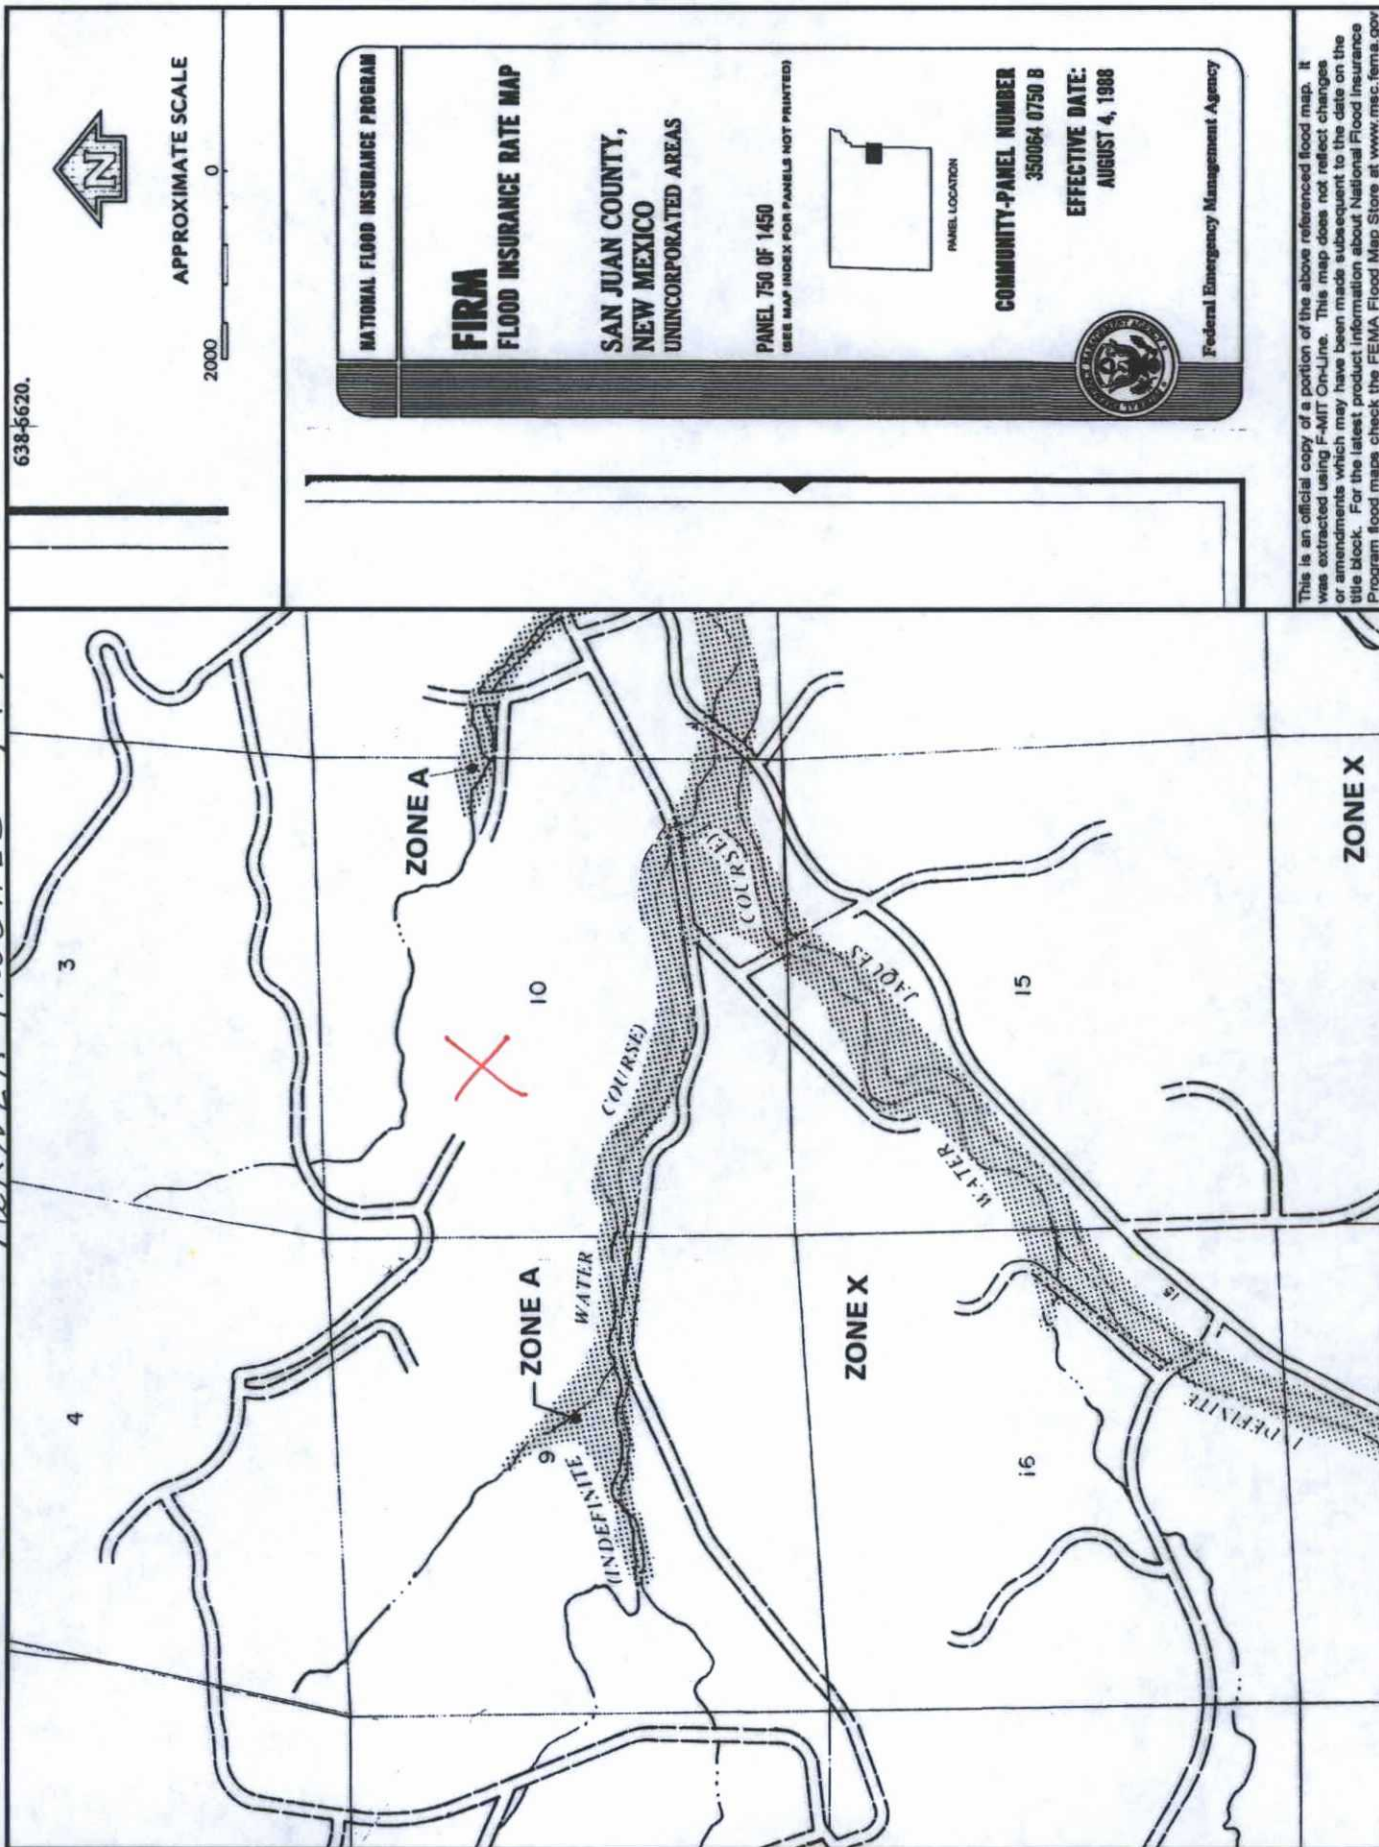 638-6620.
N
APPROXIMATE SCALE
2000
0
NATIONAL FLOOD INSURANCE PROGRAM
FIRM
FLOOD INSURANCE RATE MAP
SAN JUAN COUNTY,
NEW MEXICO
UNINCORPORATED AREAS
PANEL 750 OF 1450
(SEE MAP INDEX FOR PANELS NOT PRINTED)
PANEL LOCATION
COMMUNITY-PANEL NUMBER
350064 0750 B
EFFECTIVE DATE:
AUGUST 4, 1988
Federal Emergency Management Agency
This is an official copy of a portion of the above referenced flood map. It
was extracted using F-MIT On-Line. This map does not reflect changes
or amendments which may have been made subsequent to the date on the
title block. For the latest product information about National Flood Insurance
Program flood maps check the FEMA Flood Map Store at www.msc.fema.gov
4
3
ZONE A
10
ZONE A
9
(INDEFINITE
WATER
COURSE)
COURSE)
JAQUES
WATER
15
ZONE X
16
15
I DEFINITE
ZONE X